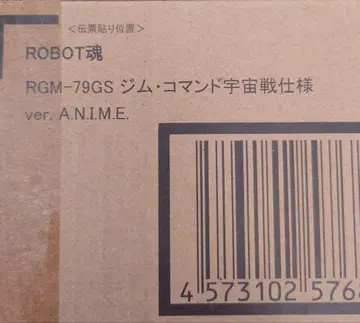 ＜伝票貼り位置＞
ROBOT魂
RGM-79GS ジム・コマンド宇宙戦仕様
ver. A.N.I.M.E.
4 573102 576